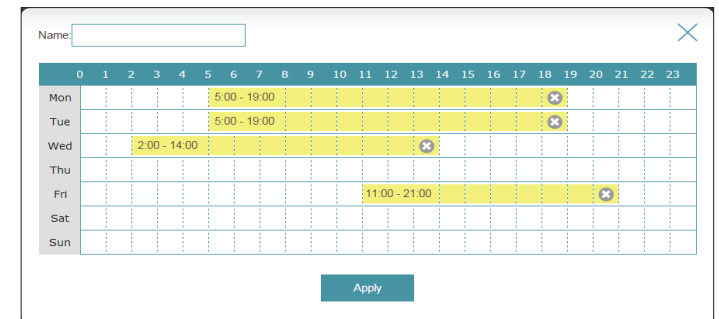 Name:
0 1 2 3 4 5 6 7 8 9 10 11 12 13 14 15 16 17 18 19 20 21 22 23
Mon 5:00 - 19:00
Tue 5:00 - 19:00
Wed 2:00 - 14:00
Thu
Fri 11:00 - 21:00
Sat
Sun
Apply